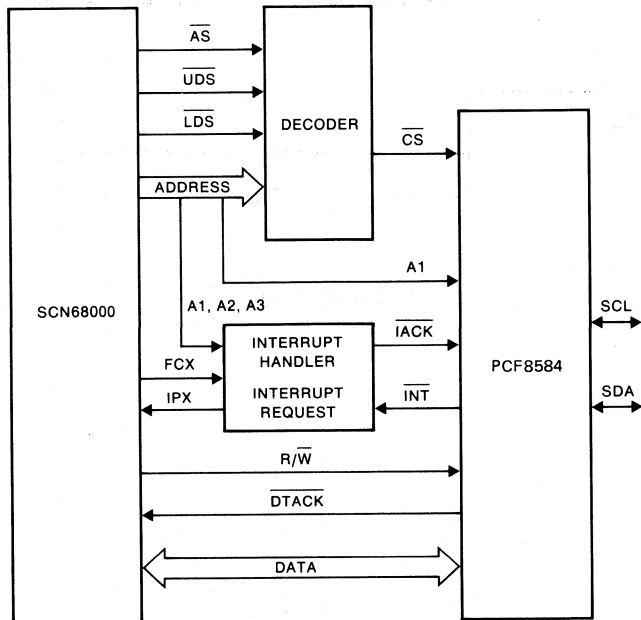 AS
UDS
LDS
DECODER
CS
ADDRESS
A1
SCN68000
A1, A2, A3
SCL
INTERRUPT
HANDLER
IACK
FCX
PCF8584
IPX
INTERRUPT
REQUEST
INT
SDA
R/W
DTACK
DATA